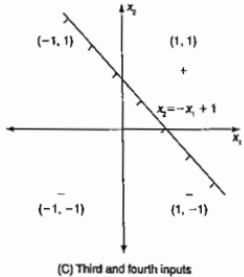 x₂
(-1, 1) (1, 1)
+
x₂=-x₁ + 1
x₁
− −
(-1, -1) (1, -1)
(C) Third and fourth inputs